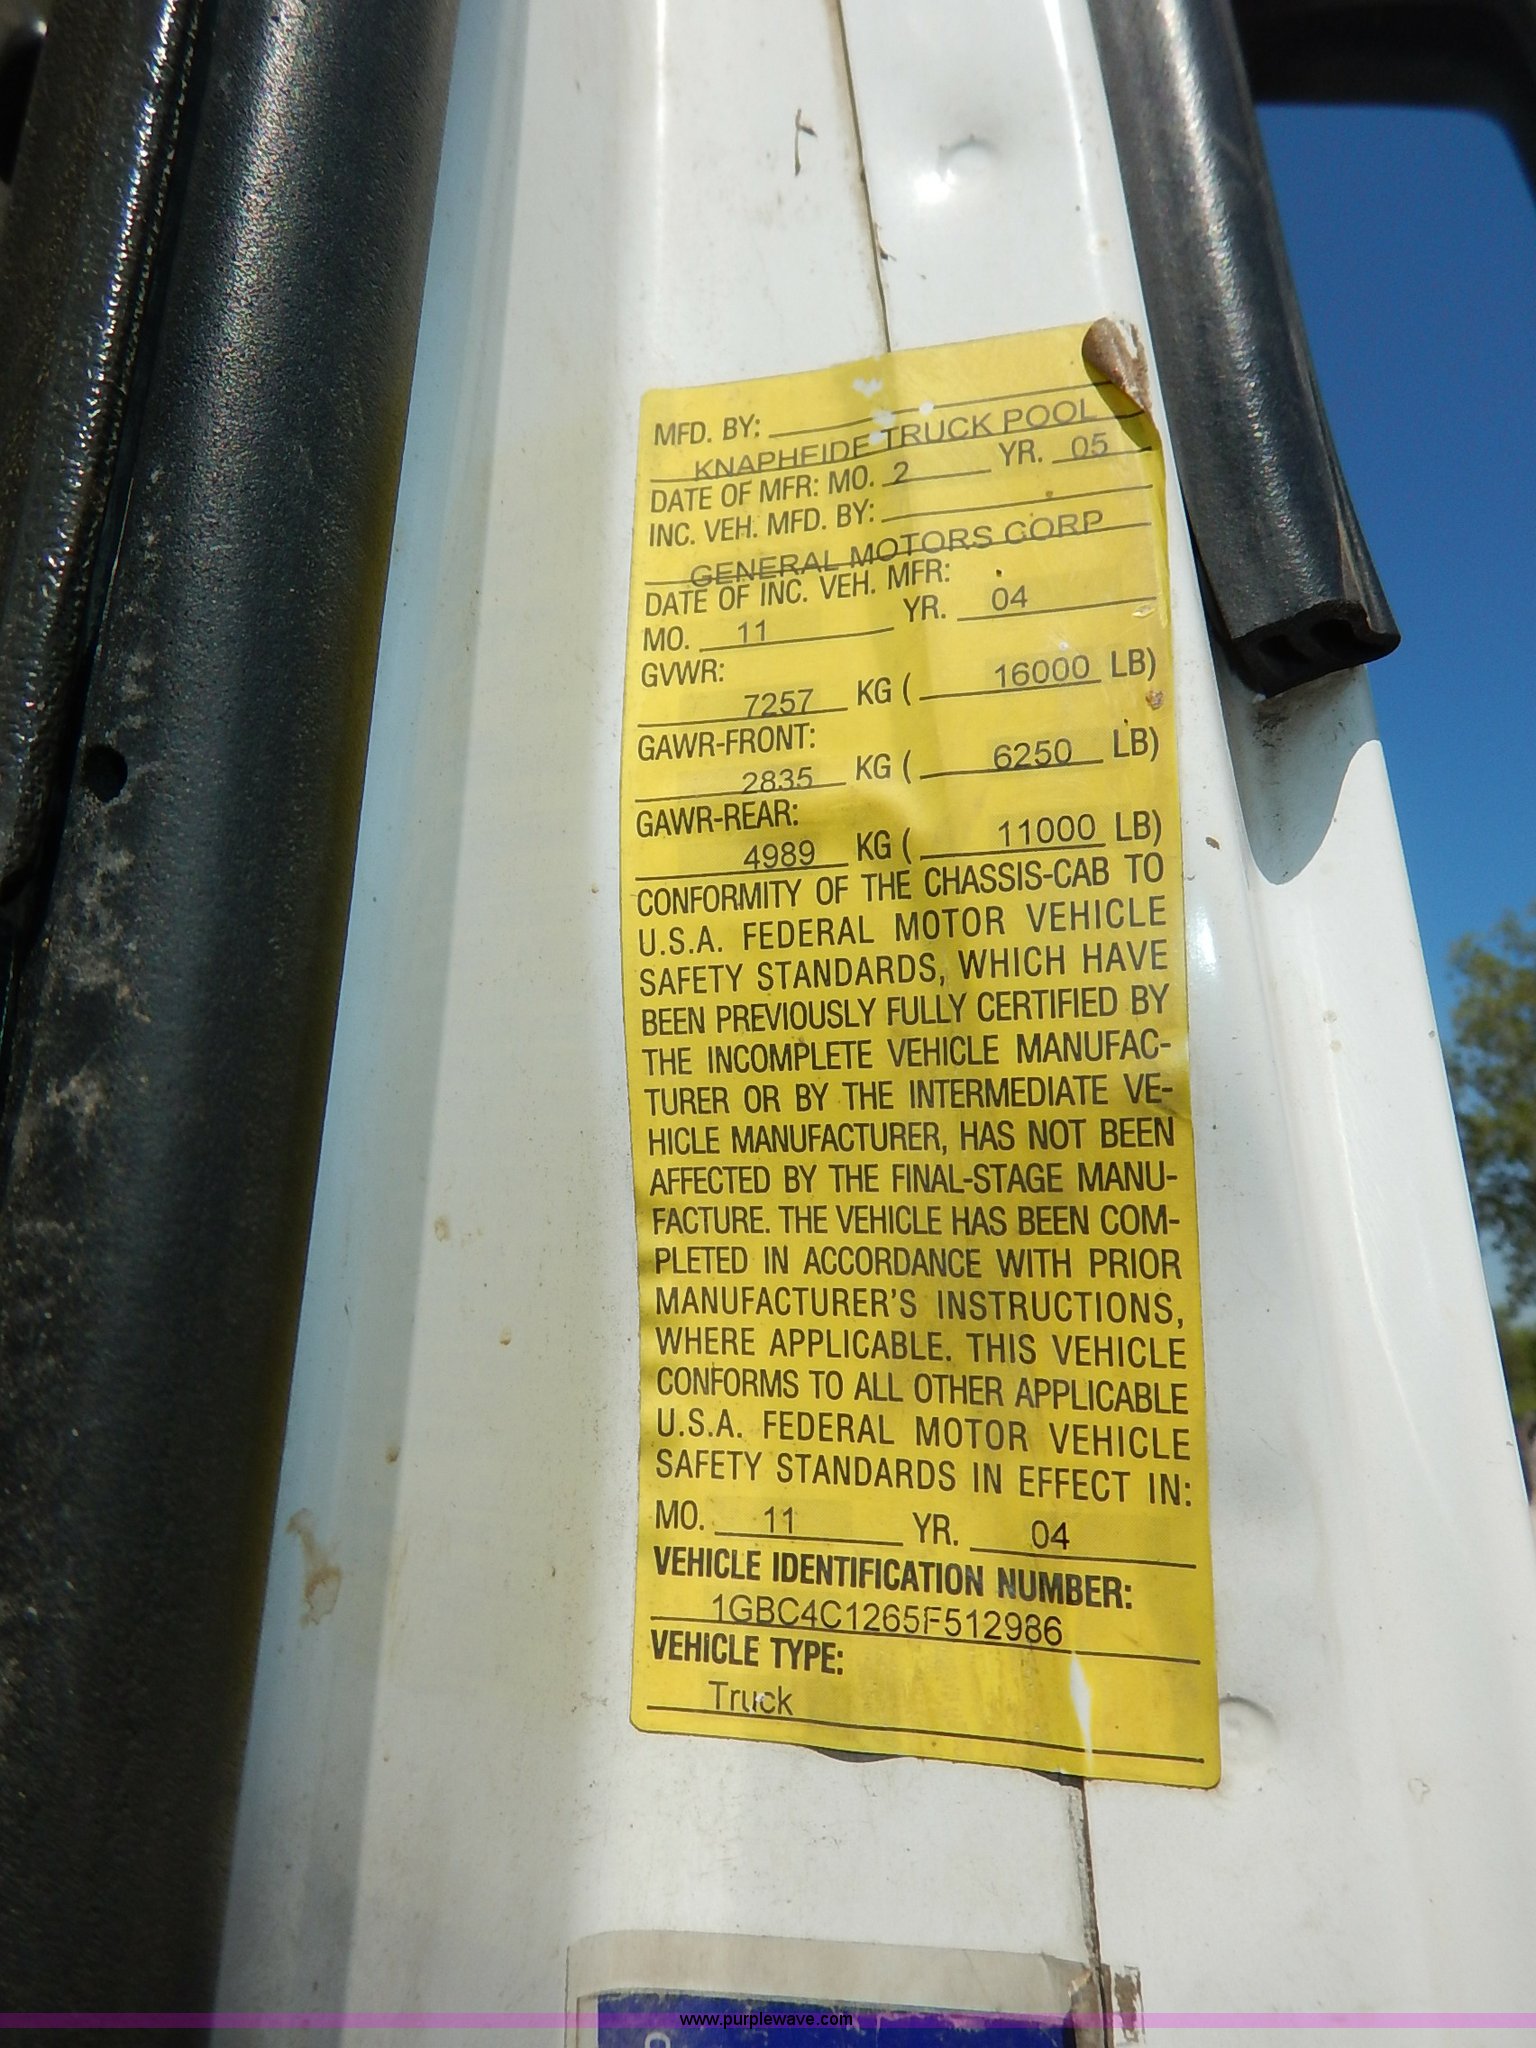 MFD. BY:
KNAPHEIDE TRUCK POOL
DATE OF MFR: MO. 2 YR. 05
INC. VEH. MFD. BY:
GENERAL MOTORS CORP
DATE OF INC. VEH. MFR:
MO. 11 YR. 04
GVWR:
7257 KG ( 16000 LB)
GAWR-FRONT:
2835 KG ( 6250 LB)
GAWR-REAR:
4989 KG ( 11000 LB)
CONFORMITY OF THE CHASSIS-CAB TO
U.S.A. FEDERAL MOTOR VEHICLE
SAFETY STANDARDS, WHICH HAVE
BEEN PREVIOUSLY FULLY CERTIFIED BY
THE INCOMPLETE VEHICLE MANUFAC-
TURER OR BY THE INTERMEDIATE VE-
HICLE MANUFACTURER, HAS NOT BEEN
AFFECTED BY THE FINAL-STAGE MANU-
FACTURE. THE VEHICLE HAS BEEN COM-
PLETED IN ACCORDANCE WITH PRIOR
MANUFACTURER'S INSTRUCTIONS,
WHERE APPLICABLE. THIS VEHICLE
CONFORMS TO ALL OTHER APPLICABLE
U.S.A. FEDERAL MOTOR VEHICLE
SAFETY STANDARDS IN EFFECT IN:
MO. 11 YR. 04
VEHICLE IDENTIFICATION NUMBER:
1GBC4C1265F512986
VEHICLE TYPE:
Truck
www.purplewave.com